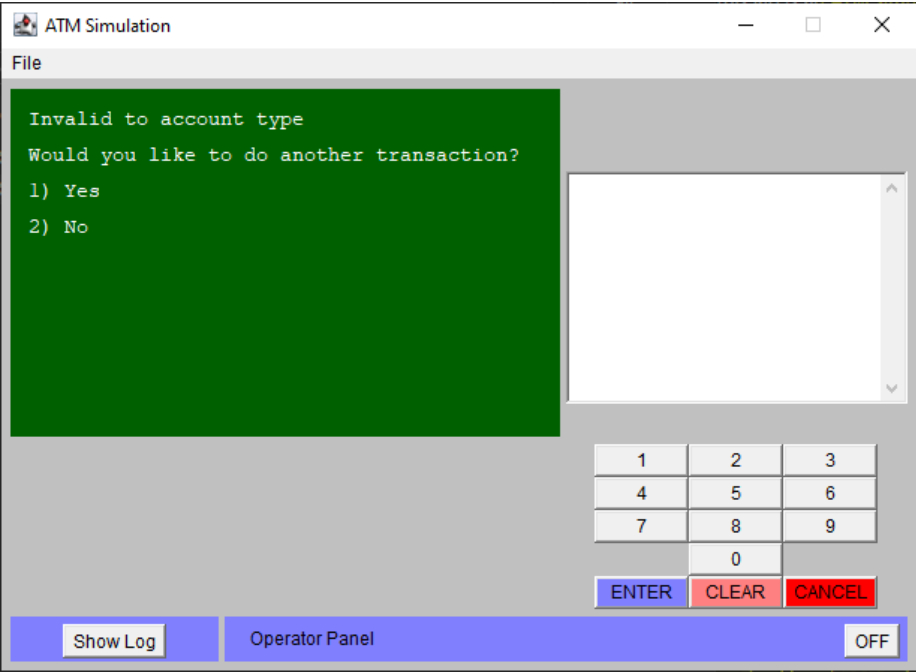 ATM Simulation
File
Invalid to account type
Would you like to do another transaction?
1) Yes
2) No
1 2 3
4 5 6
7 8 9
0
ENTER CLEAR CANCEL
Show Log Operator Panel OFF